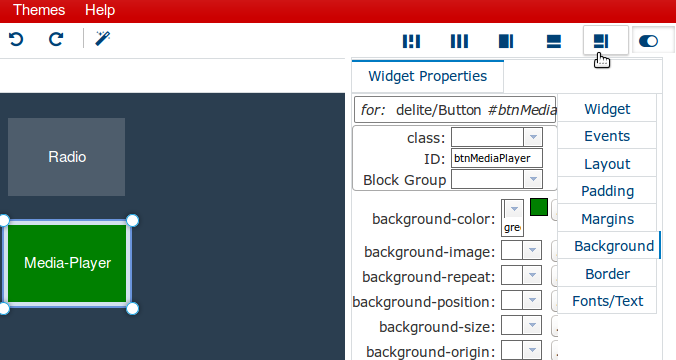 Themes Help
Widget Properties
for: delite/Button #btnMedia
class:
ID: btnMediaPlayer
Block Group
background-color:
gre
background-image:
background-repeat:
background-position:
background-size:
background-origin
Widget
Events
Layout
Padding
Margins
Background
Border
Fonts/Text
Radio
Media-Player